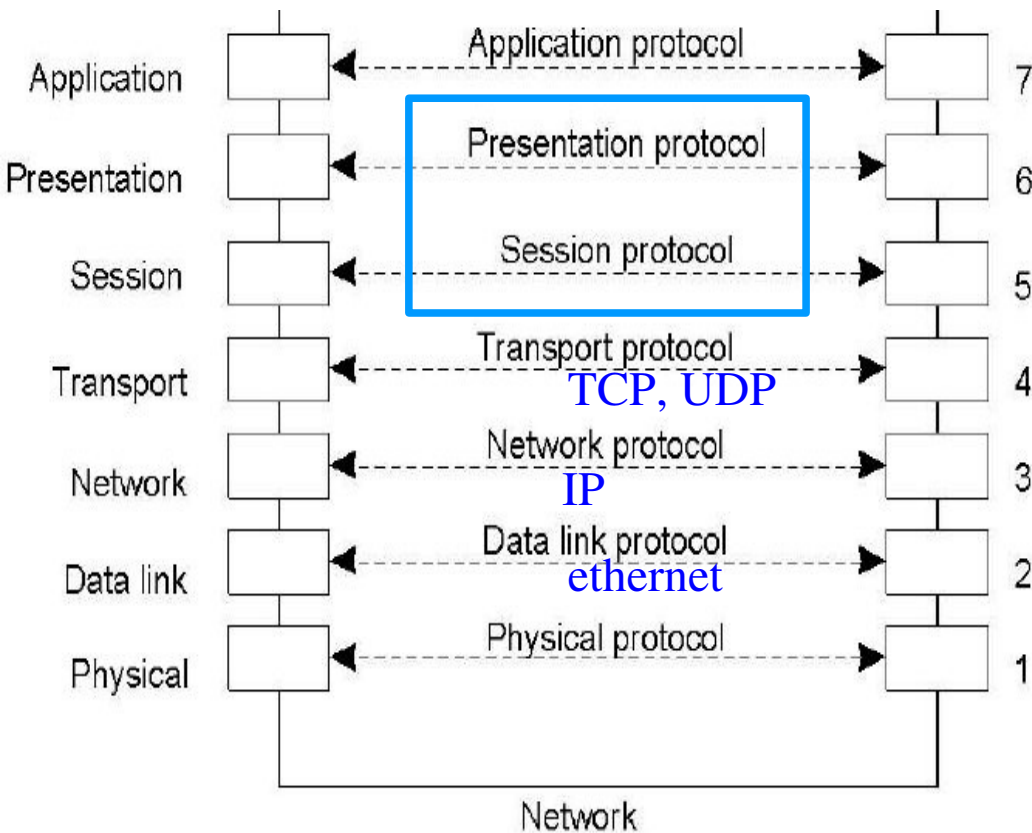 Application
Application protocol
7
Presentation
Presentation protocol
6
Session
Session protocol
5
Transport
Transport protocol
TCP, UDP
4
Network
Network protocol
IP
3
Data link
Data link protocol
ethernet
2
Physical
Physical protocol
1
Network